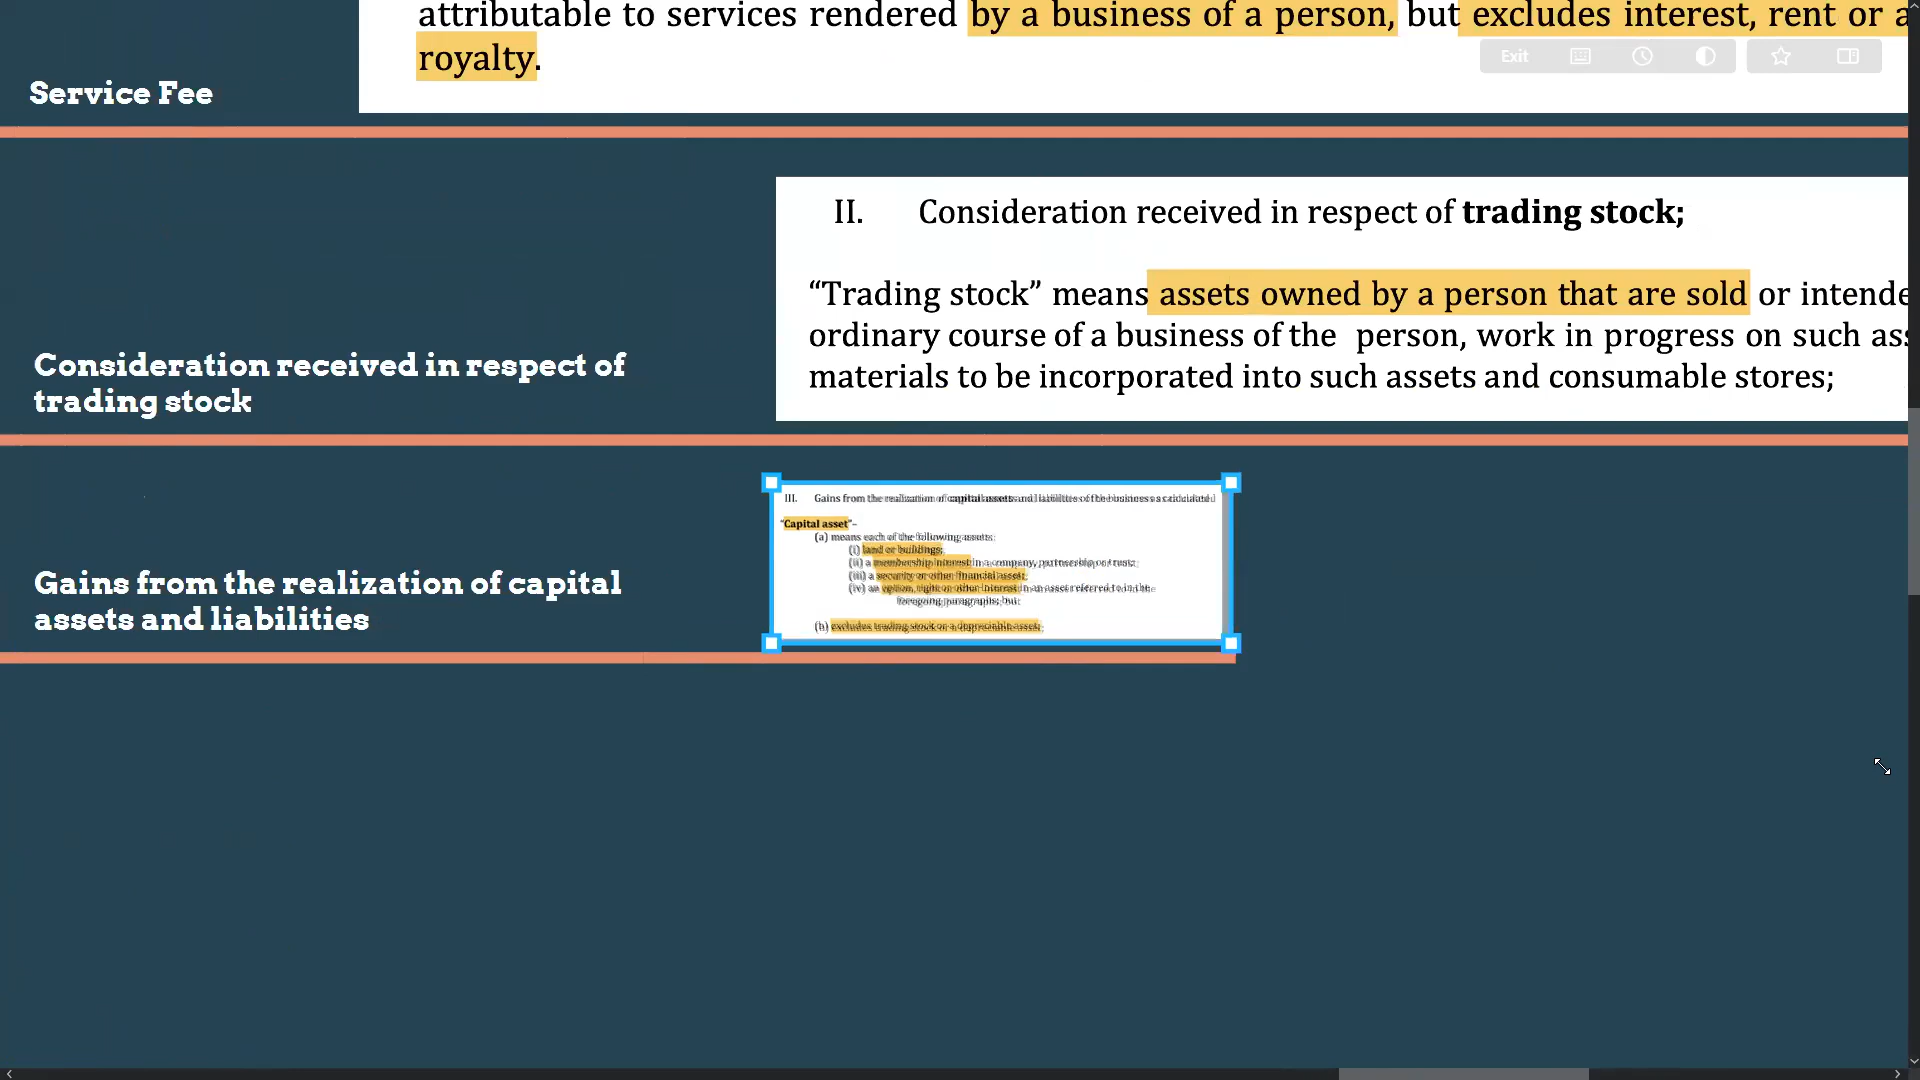 attributable to services rendered by a business of a person, but excludes interest, rent or a
royalty.
Exit
Service Fee
II. Consideration received in respect of trading stock;
“Trading stock” means assets owned by a person that are sold or intende
ordinary course of a business of the person, work in progress on such ass
materials to be incorporated into such assets and consumable stores;
Consideration received in respect of
trading stock
III. Gains from the realization of capital assets and liabilities of the business as calculated
“Capital asset”–
(a) means each of the following assets:
(i) land or buildings;
(ii) a membership interest in a company, partnership or trust;
(iii) a security or other financial asset;
(iv) an option, right or other interest in an asset referred to in the
foregoing paragraphs; but
(b) excludes trading stock or a depreciable asset;
Gains from the realization of capital
assets and liabilities